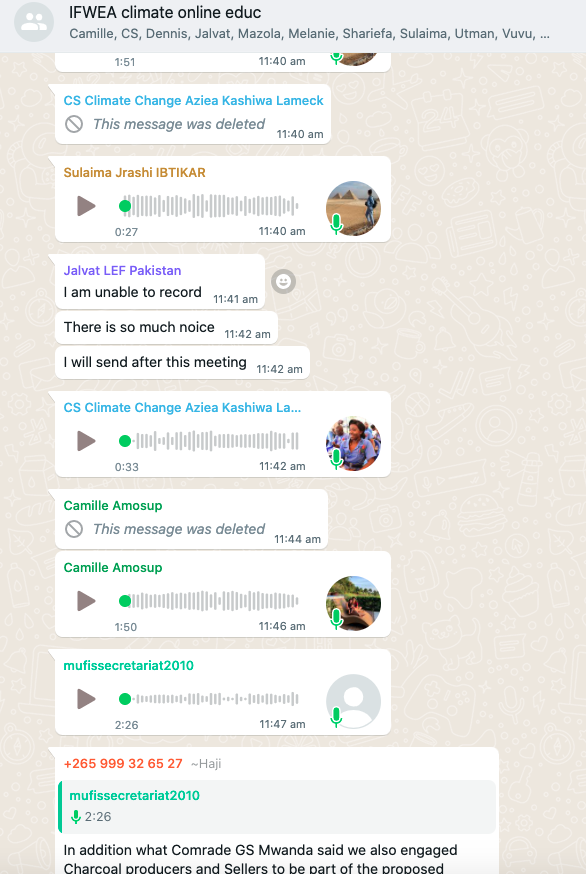 IFWEA climate online educ
Camille, CS, Dennis, Jalvat, Mazola, Melanie, Shariefa, Sulaima, Utman, Vuvu, ...
1:51
11:40 am
CS Climate Change Aziea Kashiwa Lameck
This message was deleted
11:40 am
Sulaima Jrashi IBTIKAR
0:27
11:40 am
Jalvat LEF Pakistan
I am unable to record
11:41 am
There is so much noice
11:42 am
I will send after this meeting
11:42 am
CS Climate Change Aziea Kashiwa La...
0:33
11:42 am
Camille Amosup
This message was deleted
11:44 am
Camille Amosup
1:50
11:46 am
mufissecretariat2010
2:26
11:47 am
+265 999 32 65 27 ~Haji
mufissecretariat2010
2:26
In addition what Comrade GS Mwanda said we also engaged
Charcoal producers and Sellers to be part of the proposed